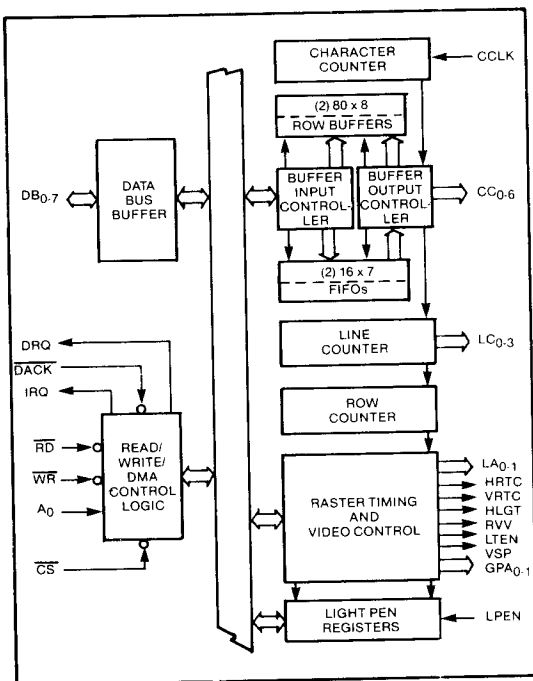 CHARACTER
COUNTER
CCLK
(2) 80 x 8
ROW BUFFERS
DB0-7
DATA
BUS
BUFFER
BUFFER
INPUT
CONTROL-
LER
BUFFER
OUTPUT
CONTROL-
LER
CC0-6
(2) 16 x 7
FIFOs
DRQ
DACK
IRQ
RD
WR
A0
CS
READ/
WRITE/
DMA
CONTROL
LOGIC
LINE
COUNTER
LC0-3
ROW
COUNTER
RASTER TIMING
AND
VIDEO CONTROL
LA0-1
HRTC
VRTC
HLGT
RVV
LTEN
VSP
GPA0-1
LIGHT PEN
REGISTERS
LPEN